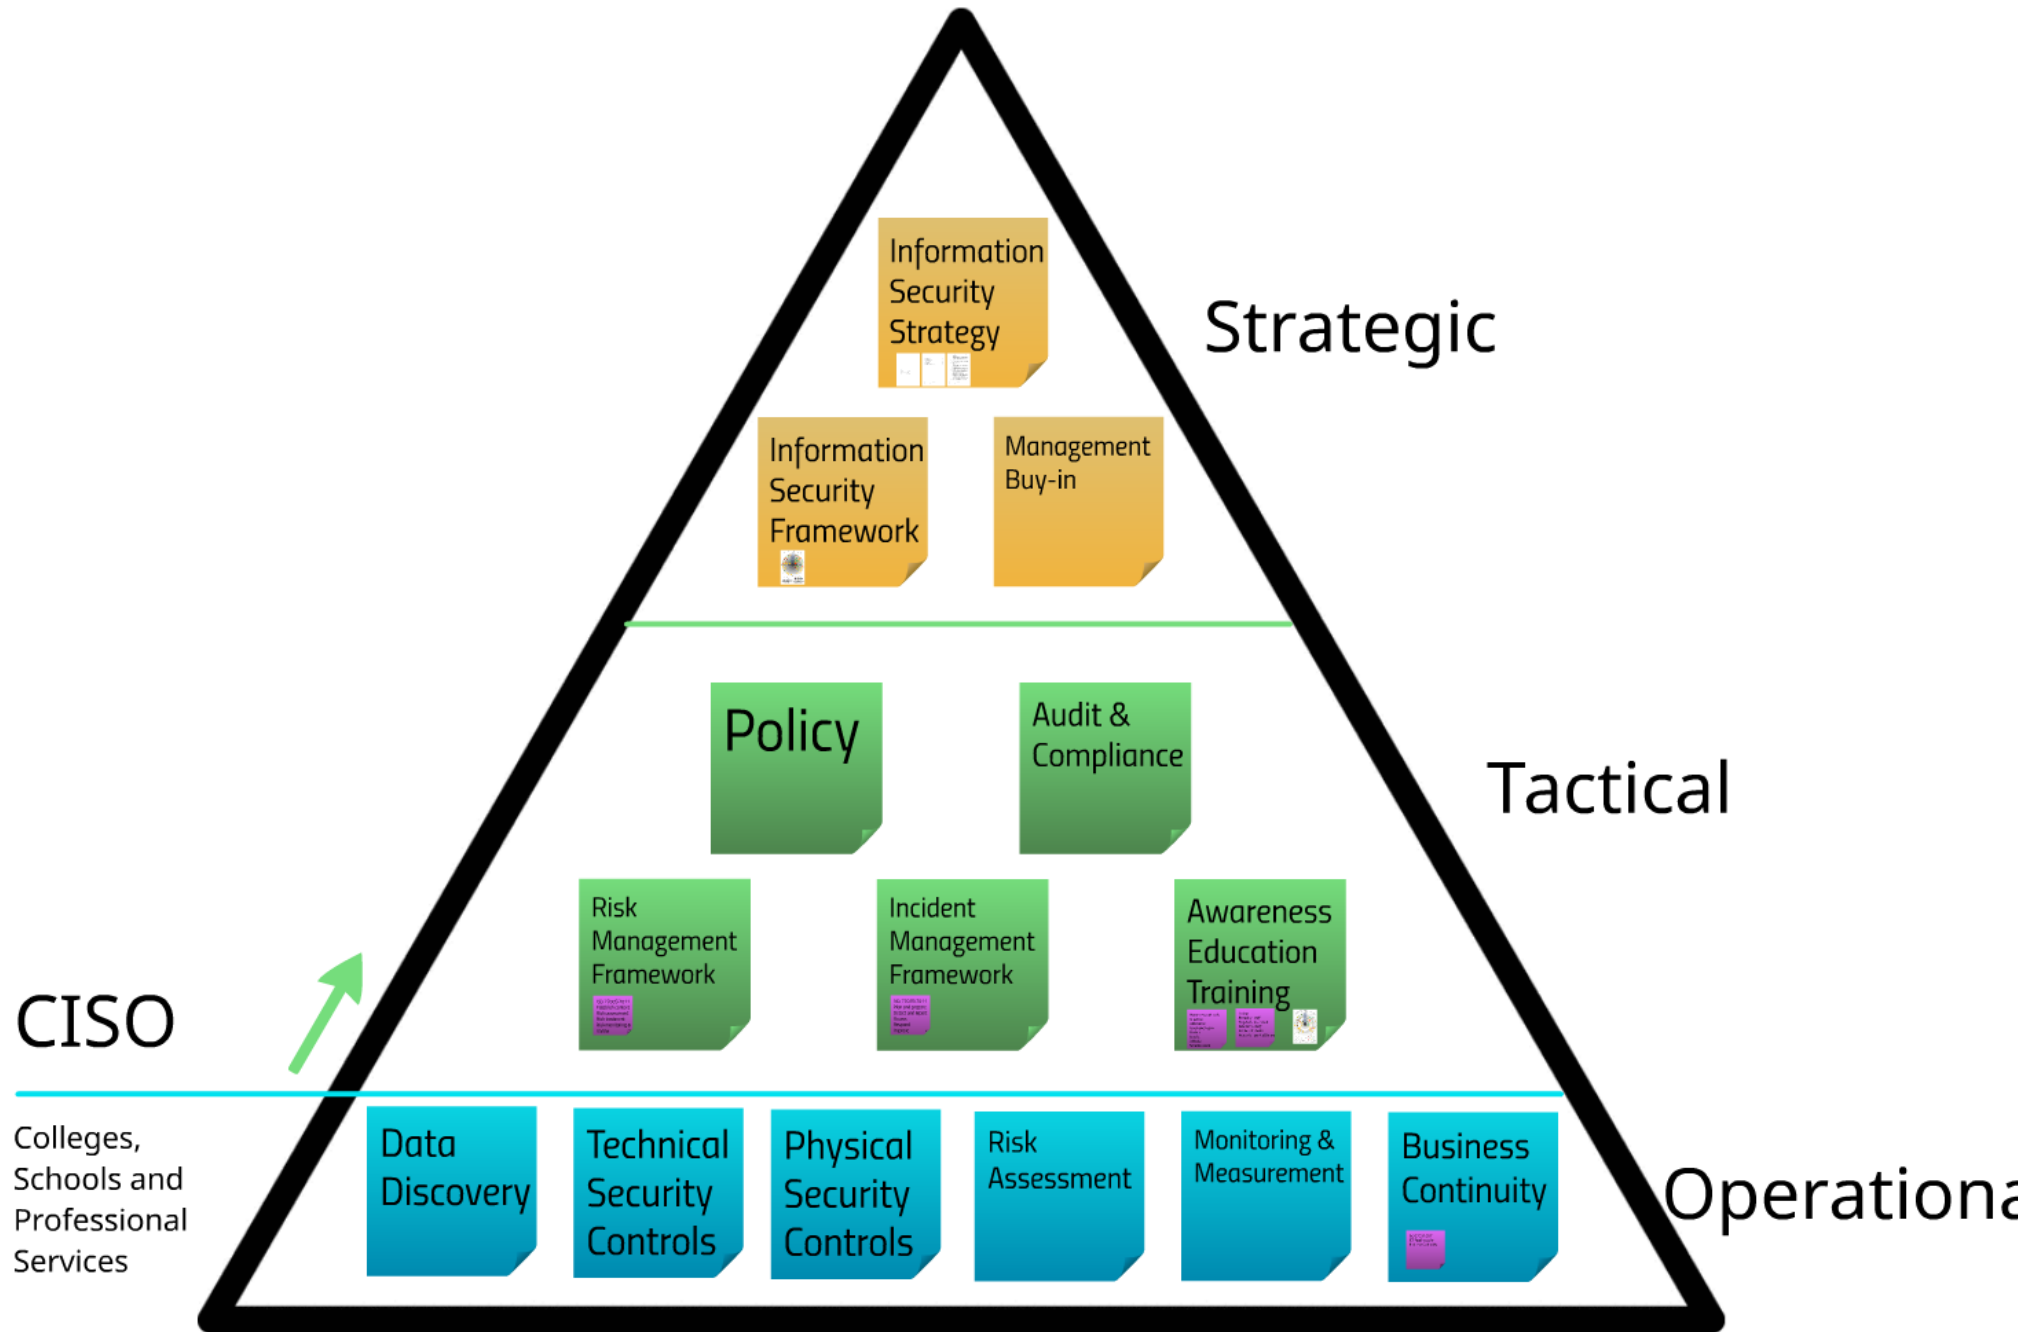 Information
Security
Strategy
Strategic
Information
Security
Framework
Management
Buy-in
Policy
Audit &
Compliance
Tactical
Risk
Management
Framework
Incident
Management
Framework
Awareness
Education
Training
CISO
Colleges,
Schools and
Professional
Services
Data
Discovery
Technical
Security
Controls
Physical
Security
Controls
Risk
Assessment
Monitoring &
Measurement
Business
Continuity
Operationa